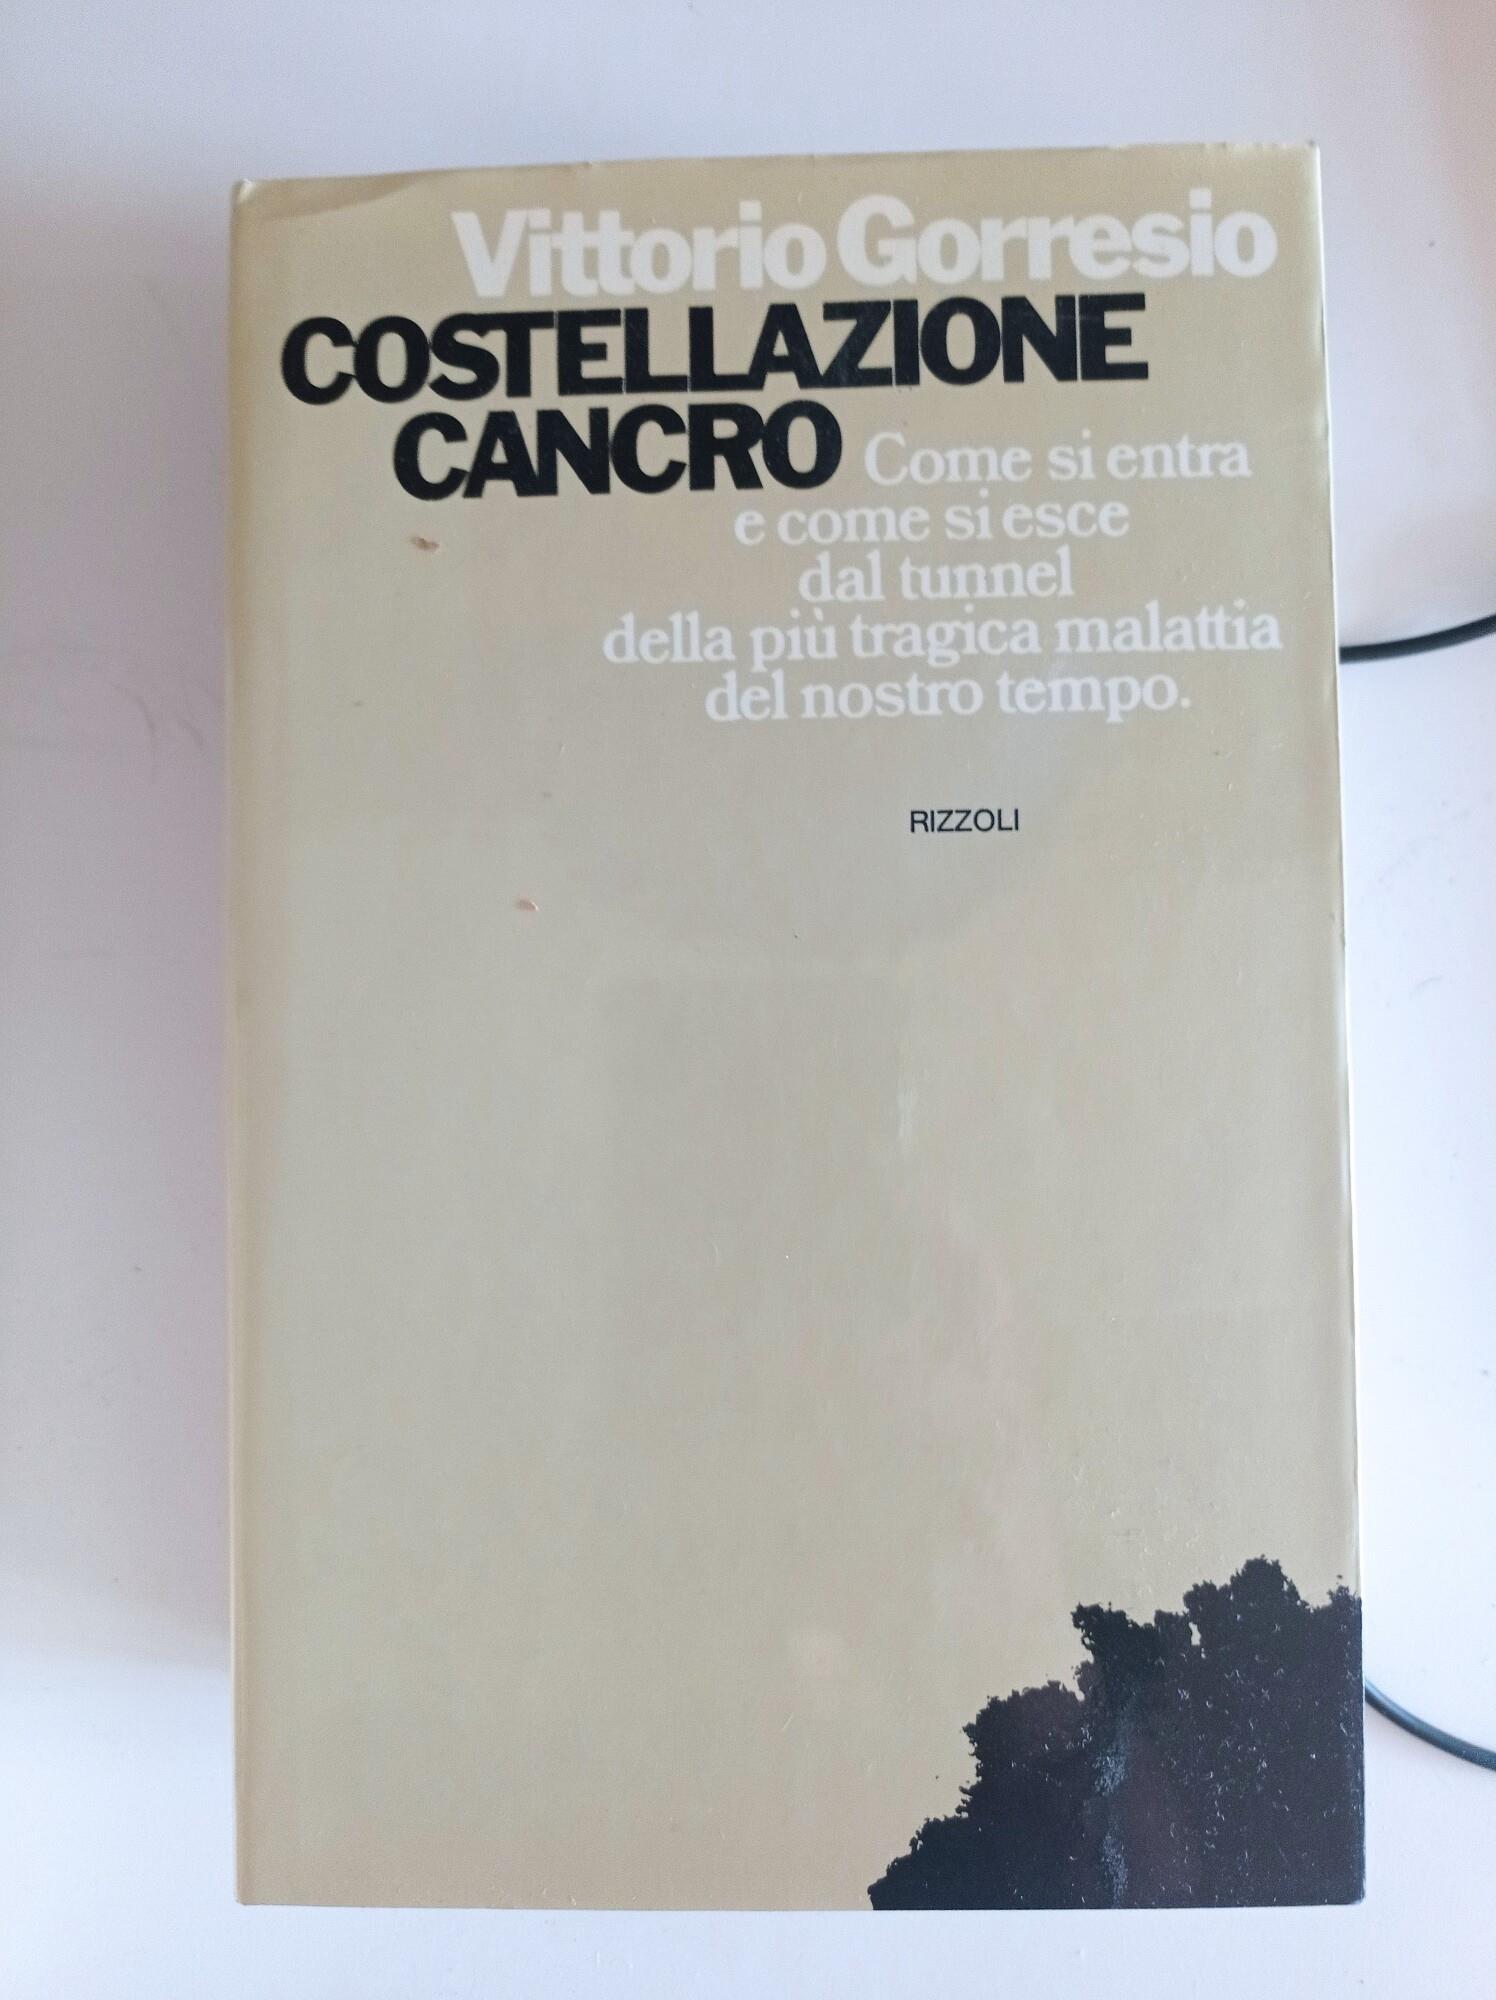 Vittorio Gorresio
COSTELLAZIONE
CANCRO Come si entra
e come si esce
dal tunnel
della più tragica malattia
del nostro tempo.
RIZZOLI